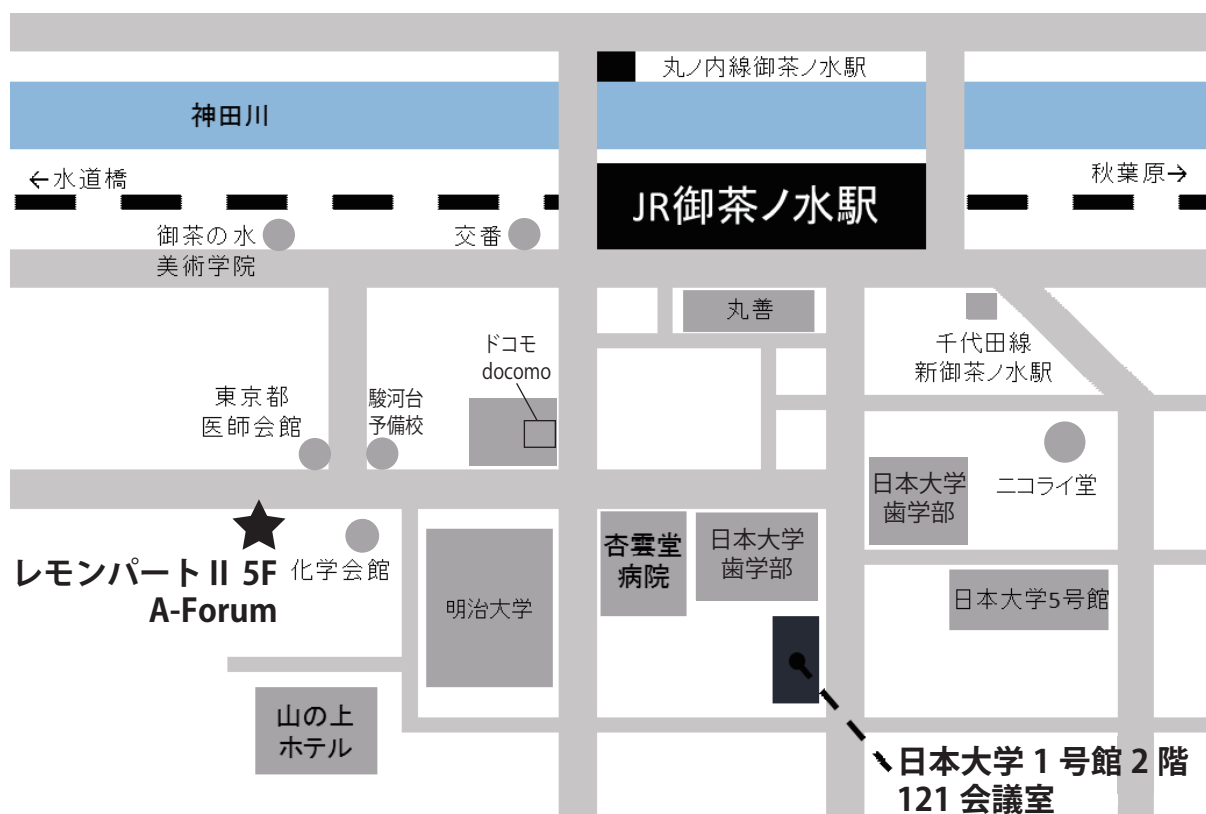 丸ノ内線御茶ノ水駅
神田川
←水道橋
秋葉原→
JR御茶ノ水駅
御茶の水
美術学院
交番
丸善
千代田線
新御茶ノ水駅
ドコモ
docomo
東京都
医師会館
駿河台
予備校
日本大学
歯学部
ニコライ堂
レモンパート II 5F
A-Forum
化学会館
明治大学
杏雲堂
病院
日本大学
歯学部
日本大学5号館
山の上
ホテル
日本大学 1 号館 2 階
121 会議室